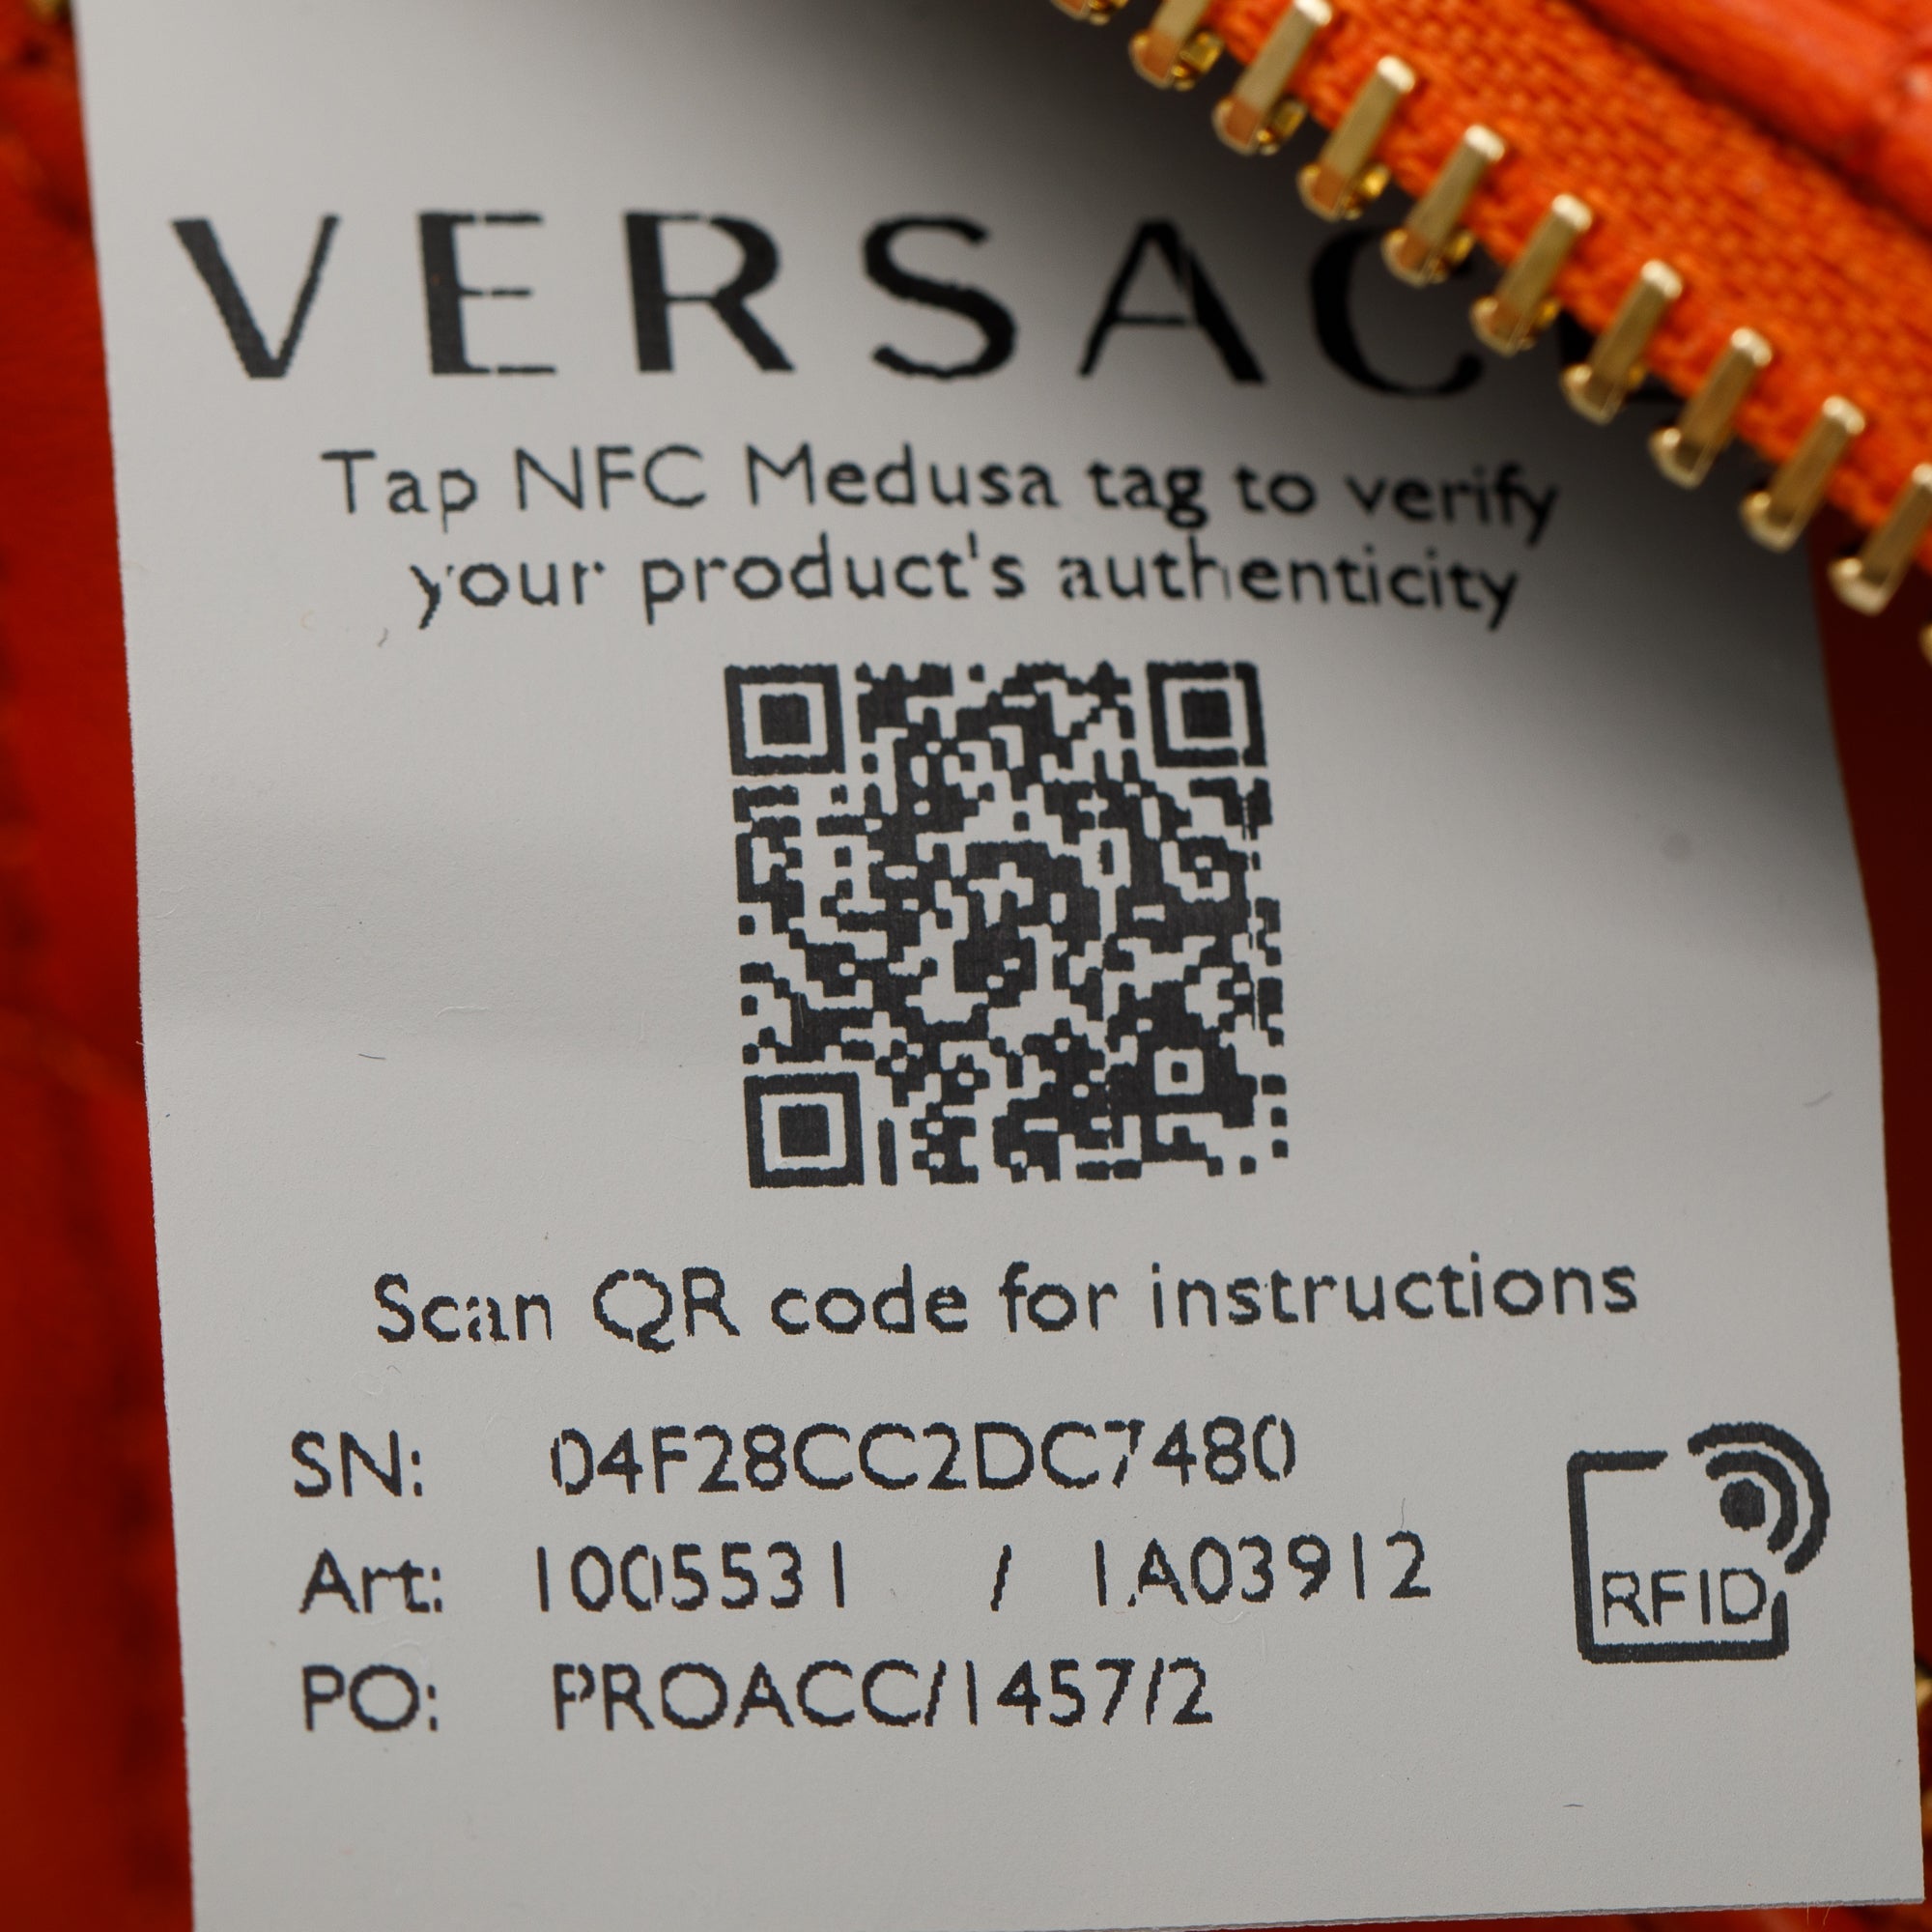 VERSACE
Tap NFC Medusa tag to verify
your product's authenticity
Scan QR code for instructions
SN: 04F28CC2DC7480
Art: 1005531 / 1A03912
PO: PROACC/1457/2
RFID